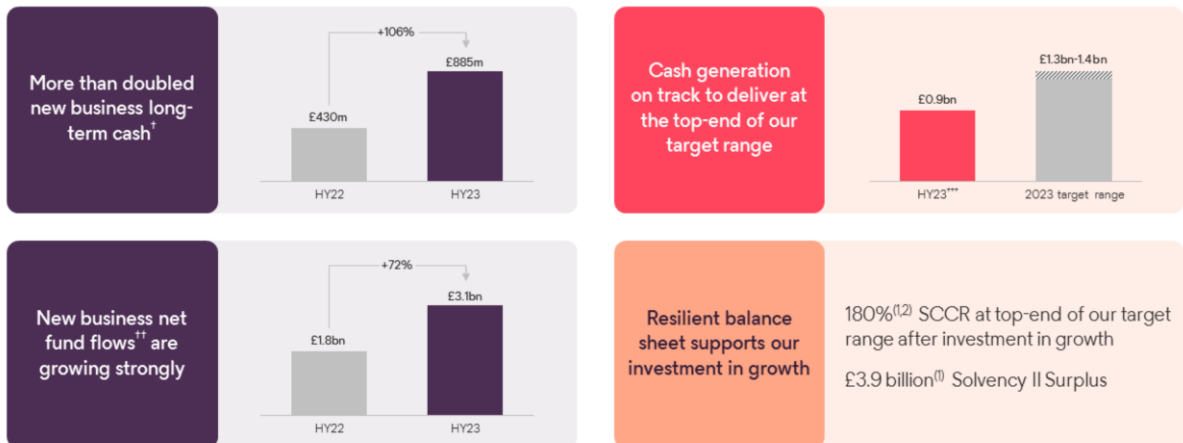 More than doubled
new business long-
term cash†
+106%
£885m
£430m
HY22
HY23
Cash generation
on track to deliver at
the top-end of our
target range
£1.3bn-1.4bn
£0.9bn
HY23***
2023 target range
New business net
fund flows†† are
growing strongly
+72%
£3.1bn
£1.8bn
HY22
HY23
Resilient balance
sheet supports our
investment in growth
180%(1,2) SCCR at top-end of our target
range after investment in growth
£3.9 billion(1) Solvency II Surplus